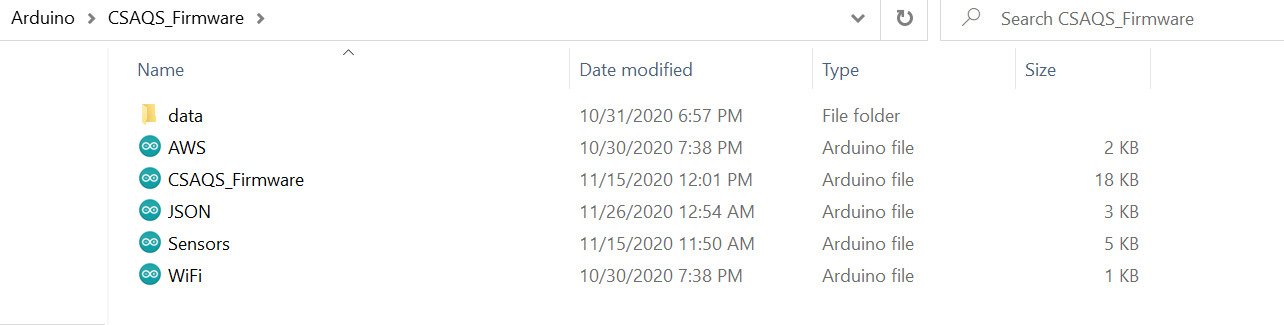 Arduino > CSAQS_Firmware > Search CSAQS_Firmware
Name Date modified Type Size
data 10/31/2020 6:57 PM File folder
AWS 10/30/2020 7:38 PM Arduino file 2 KB
CSAQS_Firmware 11/15/2020 12:01 PM Arduino file 18 KB
JSON 11/26/2020 12:54 AM Arduino file 3 KB
Sensors 11/15/2020 11:50 AM Arduino file 5 KB
WiFi 10/30/2020 7:38 PM Arduino file 1 KB